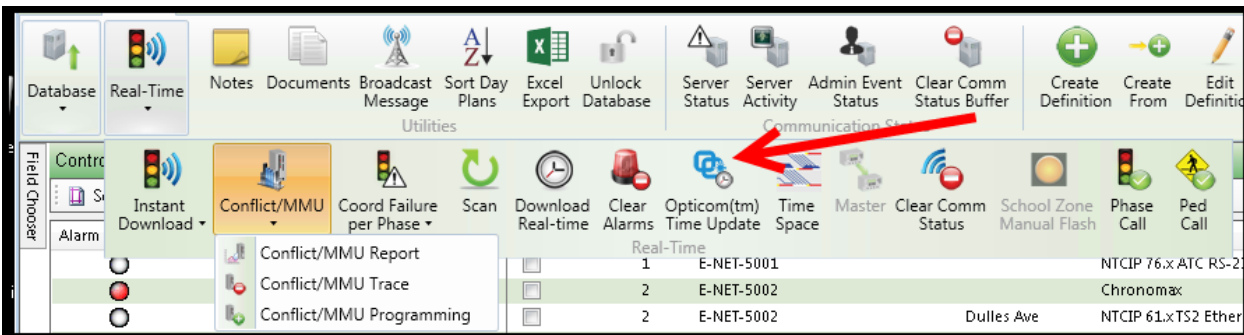 Database
Real-Time
Notes
Documents
Broadcast
Message
Sort Day
Plans
Excel
Export
Unlock
Database
Utilities
Server
Status
Server
Activity
Admin Event
Status
Clear Comm
Status Buffer
Create
Definition
Create
From
Edit
Communication
Field Chooser
Instant
Download
Conflict/MMU
Coord Failure
per Phase
Scan
Download
Real-time
Clear
Alarms
Opticom(tm)
Time Update
Time
Space
Master
Clear Comm
Status
School Zone
Manual Flash
Phase
Call
Ped
Call
Real-Time
Alarm
Conflict/MMU Report
Conflict/MMU Trace
Conflict/MMU Programming
1 E-NET-5001 NTCIP 76.x ATC RS-2
2 E-NET-5002 Chronomax
2 E-NET-5002 Dulles Ave NTCIP 61.x TS2 Ether